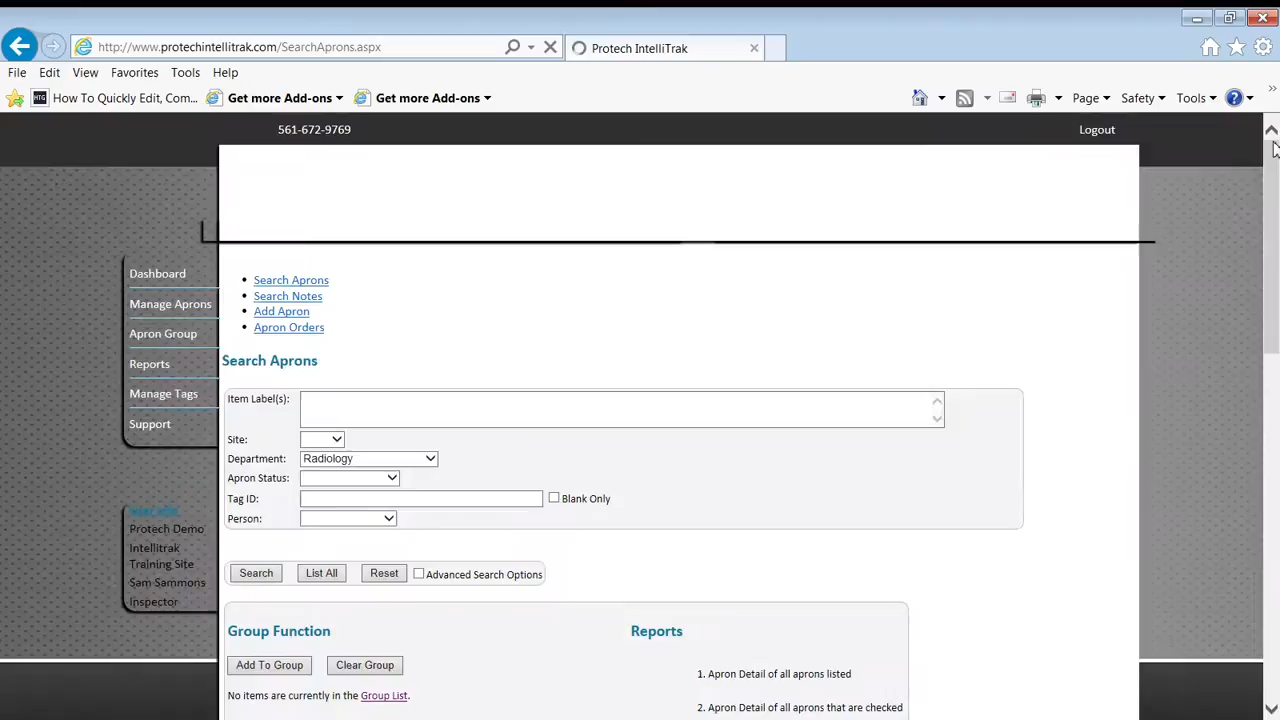 http://www.protechintellitrak.com/SearchAprons.aspx
Protech IntelliTrak
File Edit View Favorites Tools Help
HTG How To Quickly Edit, Com... Get more Add-ons Get more Add-ons
Page Safety Tools
561-672-9769 Logout
Dashboard
Manage Aprons
Apron Group
Reports
Manage Tags
Support
Protech Demo
Intellitrak
Training Site
Sam Sammons
Inspector
Search Aprons
Search Notes
Add Apron
Apron Orders
Search Aprons
Item Label(s):
Site:
Department: Radiology
Apron Status:
Tag ID: Blank Only
Person:
Search List All Reset Advanced Search Options
Group Function
Add To Group Clear Group
No items are currently in the Group List.
Reports
1. Apron Detail of all aprons listed
2. Apron Detail of all aprons that are checked